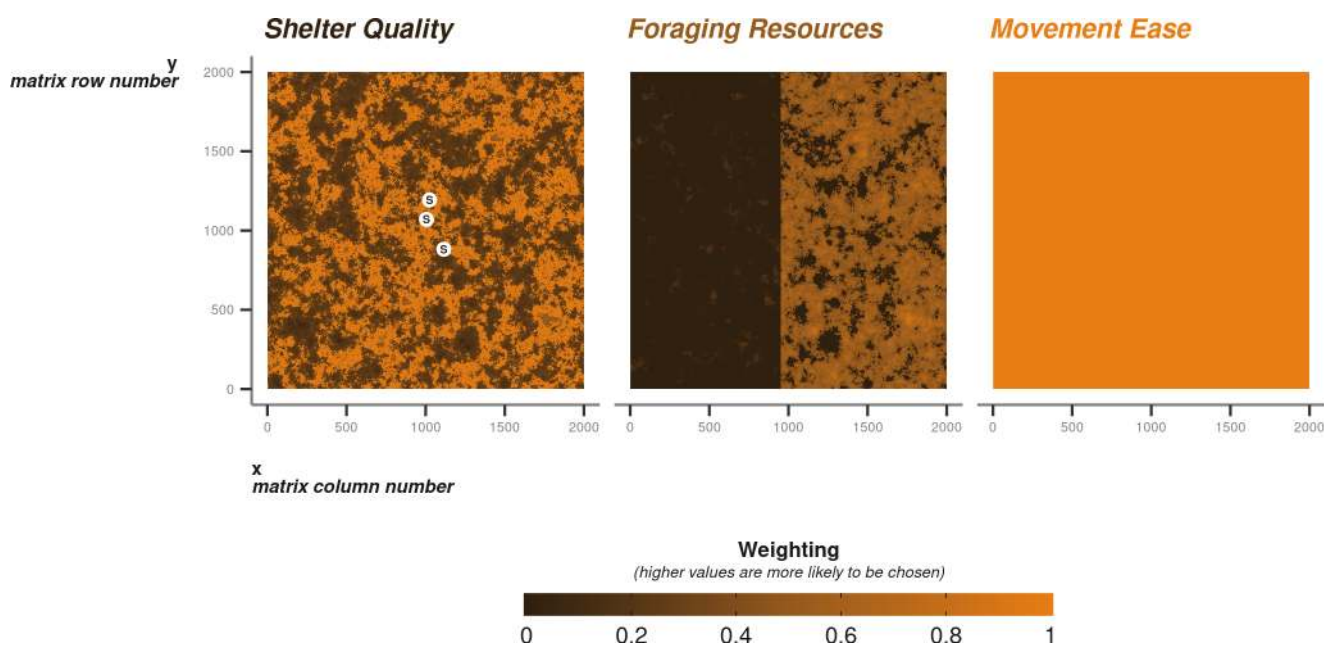 Shelter Quality
Foraging Resources
Movement Ease
y
matrix row number
2000
1500
1000
500
0
S
S
S
0 500 1000 1500 2000
0 500 1000 1500 2000
0 500 1000 1500 2000
x
matrix column number
Weighting
(higher values are more likely to be chosen)
0 0.2 0.4 0.6 0.8 1